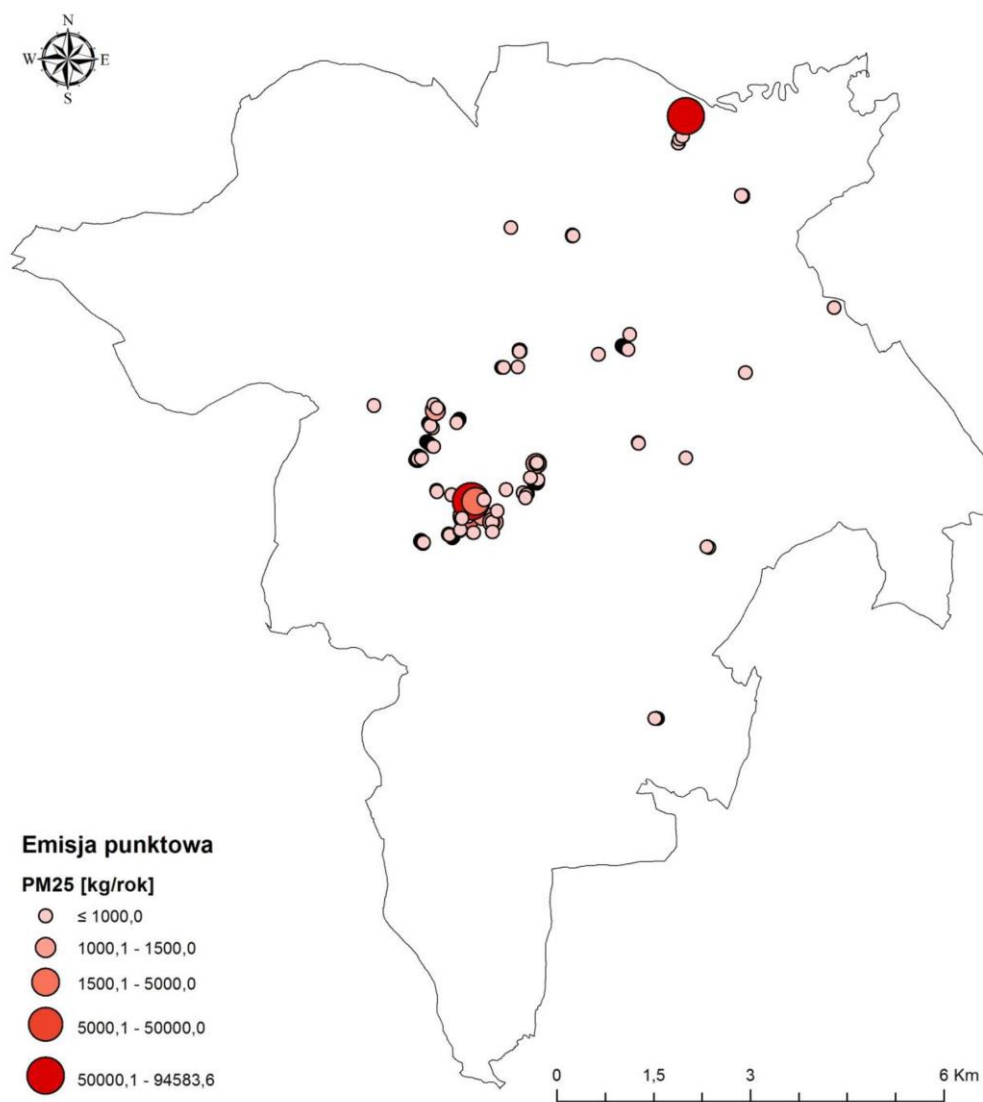 N
W E
S
Emisja punktowa
PM25 [kg/rok]
≤ 1000,0
1000,1 - 1500,0
1500,1 - 5000,0
5000,1 - 50000,0
50000,1 - 94583,6
0 1,5 3 6 Km